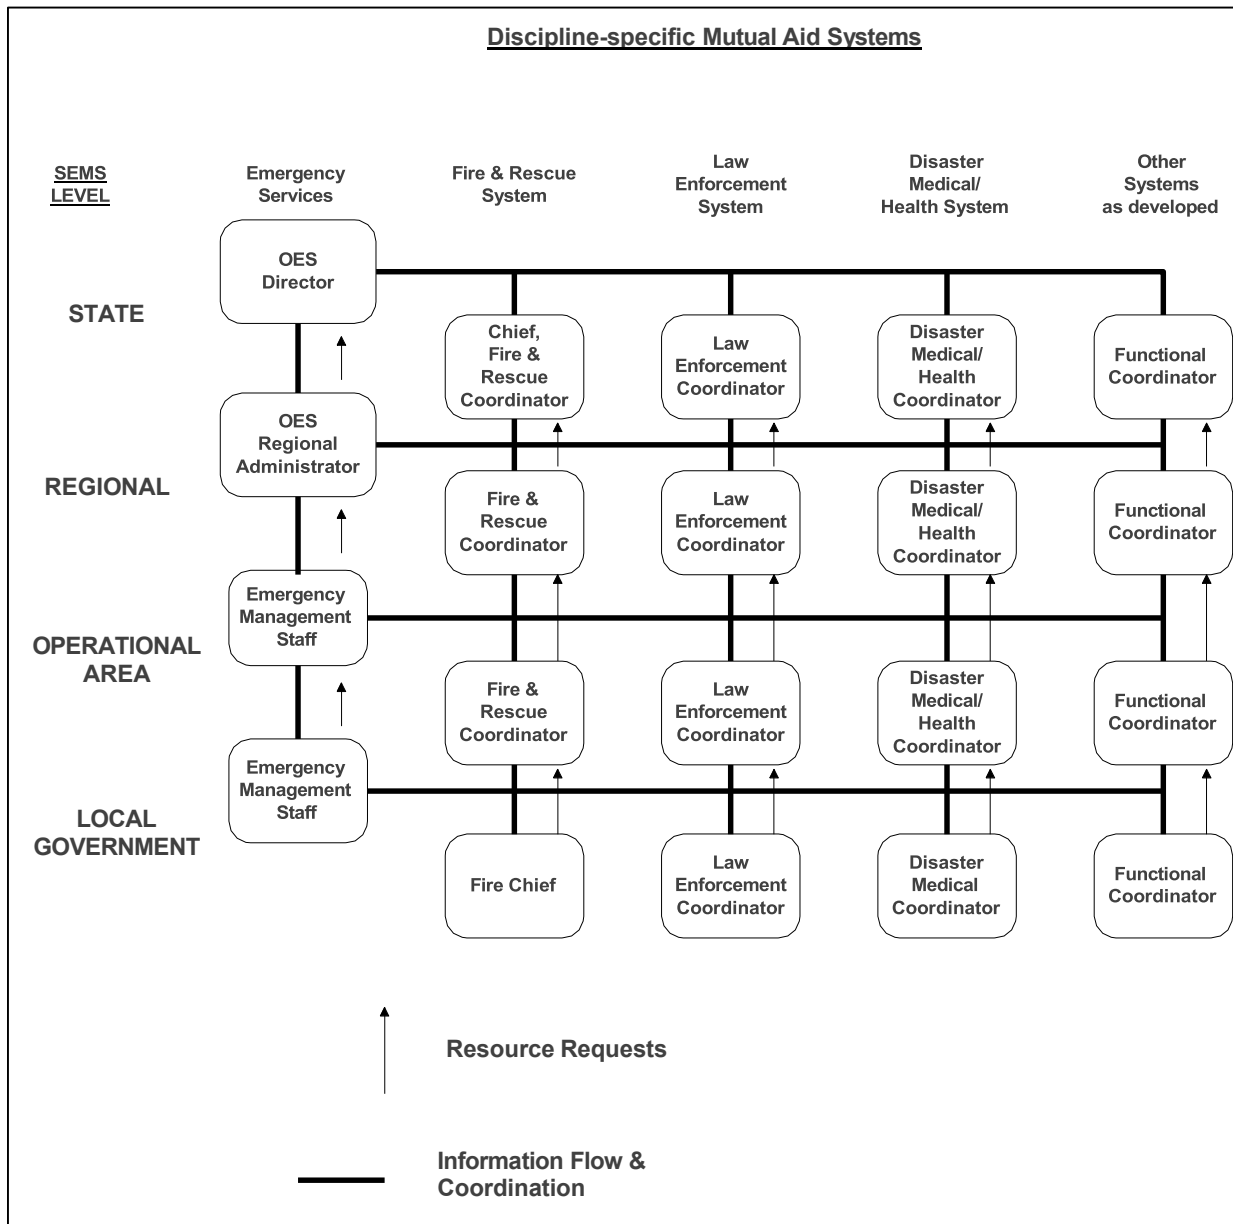 Discipline-specific Mutual Aid Systems
SEMS
LEVEL
Emergency
Services
Fire & Rescue
System
Law
Enforcement
System
Disaster
Medical/
Health System
Other
Systems
as developed
STATE
OES
Director
Chief,
Fire &
Rescue
Coordinator
Law
Enforcement
Coordinator
Disaster
Medical/
Health
Coordinator
Functional
Coordinator
REGIONAL
OES
Regional
Administrator
Fire &
Rescue
Coordinator
Law
Enforcement
Coordinator
Disaster
Medical/
Health
Coordinator
Functional
Coordinator
OPERATIONAL
AREA
Emergency
Management
Staff
Fire &
Rescue
Coordinator
Law
Enforcement
Coordinator
Disaster
Medical/
Health
Coordinator
Functional
Coordinator
LOCAL
GOVERNMENT
Emergency
Management
Staff
Fire Chief
Law
Enforcement
Coordinator
Disaster
Medical
Coordinator
Functional
Coordinator
Resource Requests
Information Flow &
Coordination